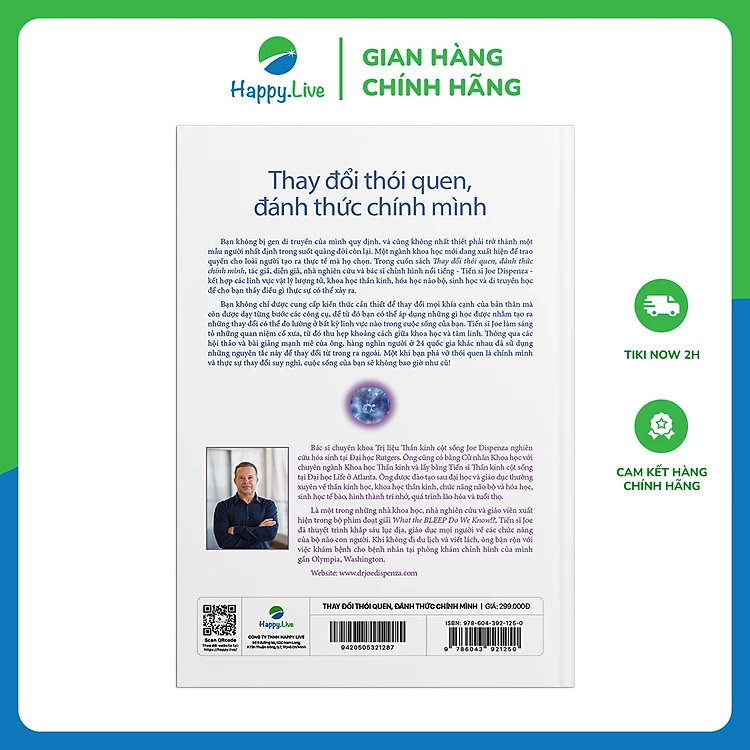 Happy.Live
GIAN HÀNG
CHÍNH HÃNG
Thay đổi thói quen,
đánh thức chính mình
Bạn không bị gen di truyền của mình quy định, và cũng không nhất thiết phải trở thành một
mẫu người nhất định trong suốt quãng đời còn lại. Một ngành khoa học mới đang xuất hiện để trao
quyền cho loài người tạo ra thực tế mà họ chọn. Trong cuốn sách Thay đổi thói quen, đánh thức
chính mình, tác giả, diễn giả, nhà nghiên cứu và bác sĩ chỉnh hình nổi tiếng - Tiến sĩ Joe Dispenza -
kết hợp các lĩnh vực vật lý lượng tử, khoa học thần kinh, hóa học não bộ, sinh học và di truyền học
để cho bạn thấy điều gì thực sự có thể xảy ra.
Bạn không chỉ được cung cấp kiến thức cần thiết để thay đổi mọi khía cạnh của bản thân mà
còn được dạy từng bước các công cụ, để từ đó bạn có thể áp dụng những gì học được nhằm tạo ra
những thay đổi có thể đo lường ở bất kỳ lĩnh vực nào trong cuộc sống của bạn. Tiến sĩ Joe làm sáng
tỏ những quan niệm cổ xưa, từ đó thu hẹp khoảng cách giữa khoa học và tâm linh. Thông qua các
hội thảo và bài giảng mạnh mẽ của ông, hàng nghìn người ở 24 quốc gia khác nhau đã sử dụng
những nguyên tắc này để thay đổi từ trong ra ngoài. Một khi bạn phá vỡ thói quen là chính mình
và thực sự thay đổi suy nghĩ, cuộc sống của bạn sẽ không bao giờ như cũ!
Bác sĩ chuyên khoa Trị liệu Thần kinh cột sống Joe Dispenza nghiên
cứu hóa sinh tại Đại học Rutgers. Ông cũng có bằng Cử nhân Khoa học với
chuyên ngành Khoa học Thần kinh và lấy bằng Tiến sĩ Thần kinh cột sống
tại Đại học Life ở Atlanta. Ông được đào tạo sau đại học và giáo dục thường
xuyên về thần kinh học, khoa học thần kinh, chức năng não bộ và hóa học,
sinh học tế bào, hình thành trí nhớ, quá trình lão hóa và tuổi thọ.
Là một trong những nhà khoa học, nhà nghiên cứu và giáo viên xuất
hiện trong bộ phim đoạt giải What the BLEEP Do We Know!?, Tiến sĩ Joe
đã thuyết trình khắp sáu lục địa, giáo dục mọi người về các chức năng
của bộ não con người. Khi không đi du lịch và viết lách, ông bận rộn với
việc khám bệnh cho bệnh nhân tại phòng khám chỉnh hình của mình
gần Olympia, Washington.
Website: www.drjoedispenza.com
Scan QRcode
Theo dõi website tại:
https://happy.live/
Happy.Live
CÔNG TY TNHH HAPPY LIVE
Số 9 đường N6, KDC Nam Long,
P.Tân Thuận Đông, Q.7, TP.Hồ Chí Minh
THAY ĐỔI THÓI QUEN, ĐÁNH THỨC CHÍNH MÌNH | GIÁ: 299.000Đ
9420505321287
ISBN: 978-604-392-125-0
9 786043 921250
TIKI NOW 2H
CAM KẾT HÀNG
CHÍNH HÃNG